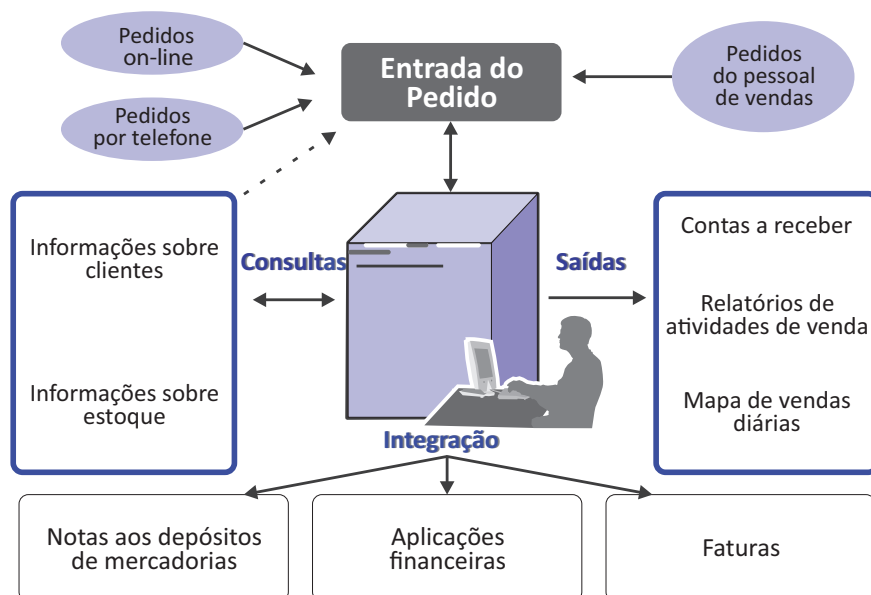 Pedidos
on-line
Entrada do
Pedido
Pedidos
do pessoal
de vendas
Pedidos
por telefone
Informações sobre
clientes
Informações sobre
estoque
Consultas
Saídas
Contas a receber
Relatórios de
atividades de venda
Mapa de vendas
diárias
Integração
Notas aos depósitos
de mercadorias
Aplicações
financeiras
Faturas